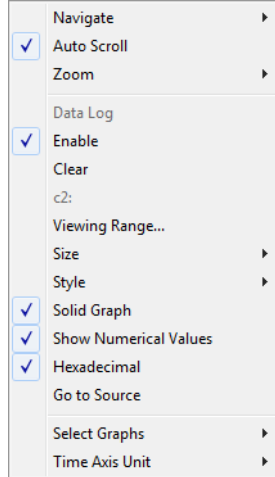 Navigate
Auto Scroll
Zoom
Data Log
Enable
Clear
c2:
Viewing Range...
Size
Style
Solid Graph
Show Numerical Values
Hexadecimal
Go to Source
Select Graphs
Time Axis Unit